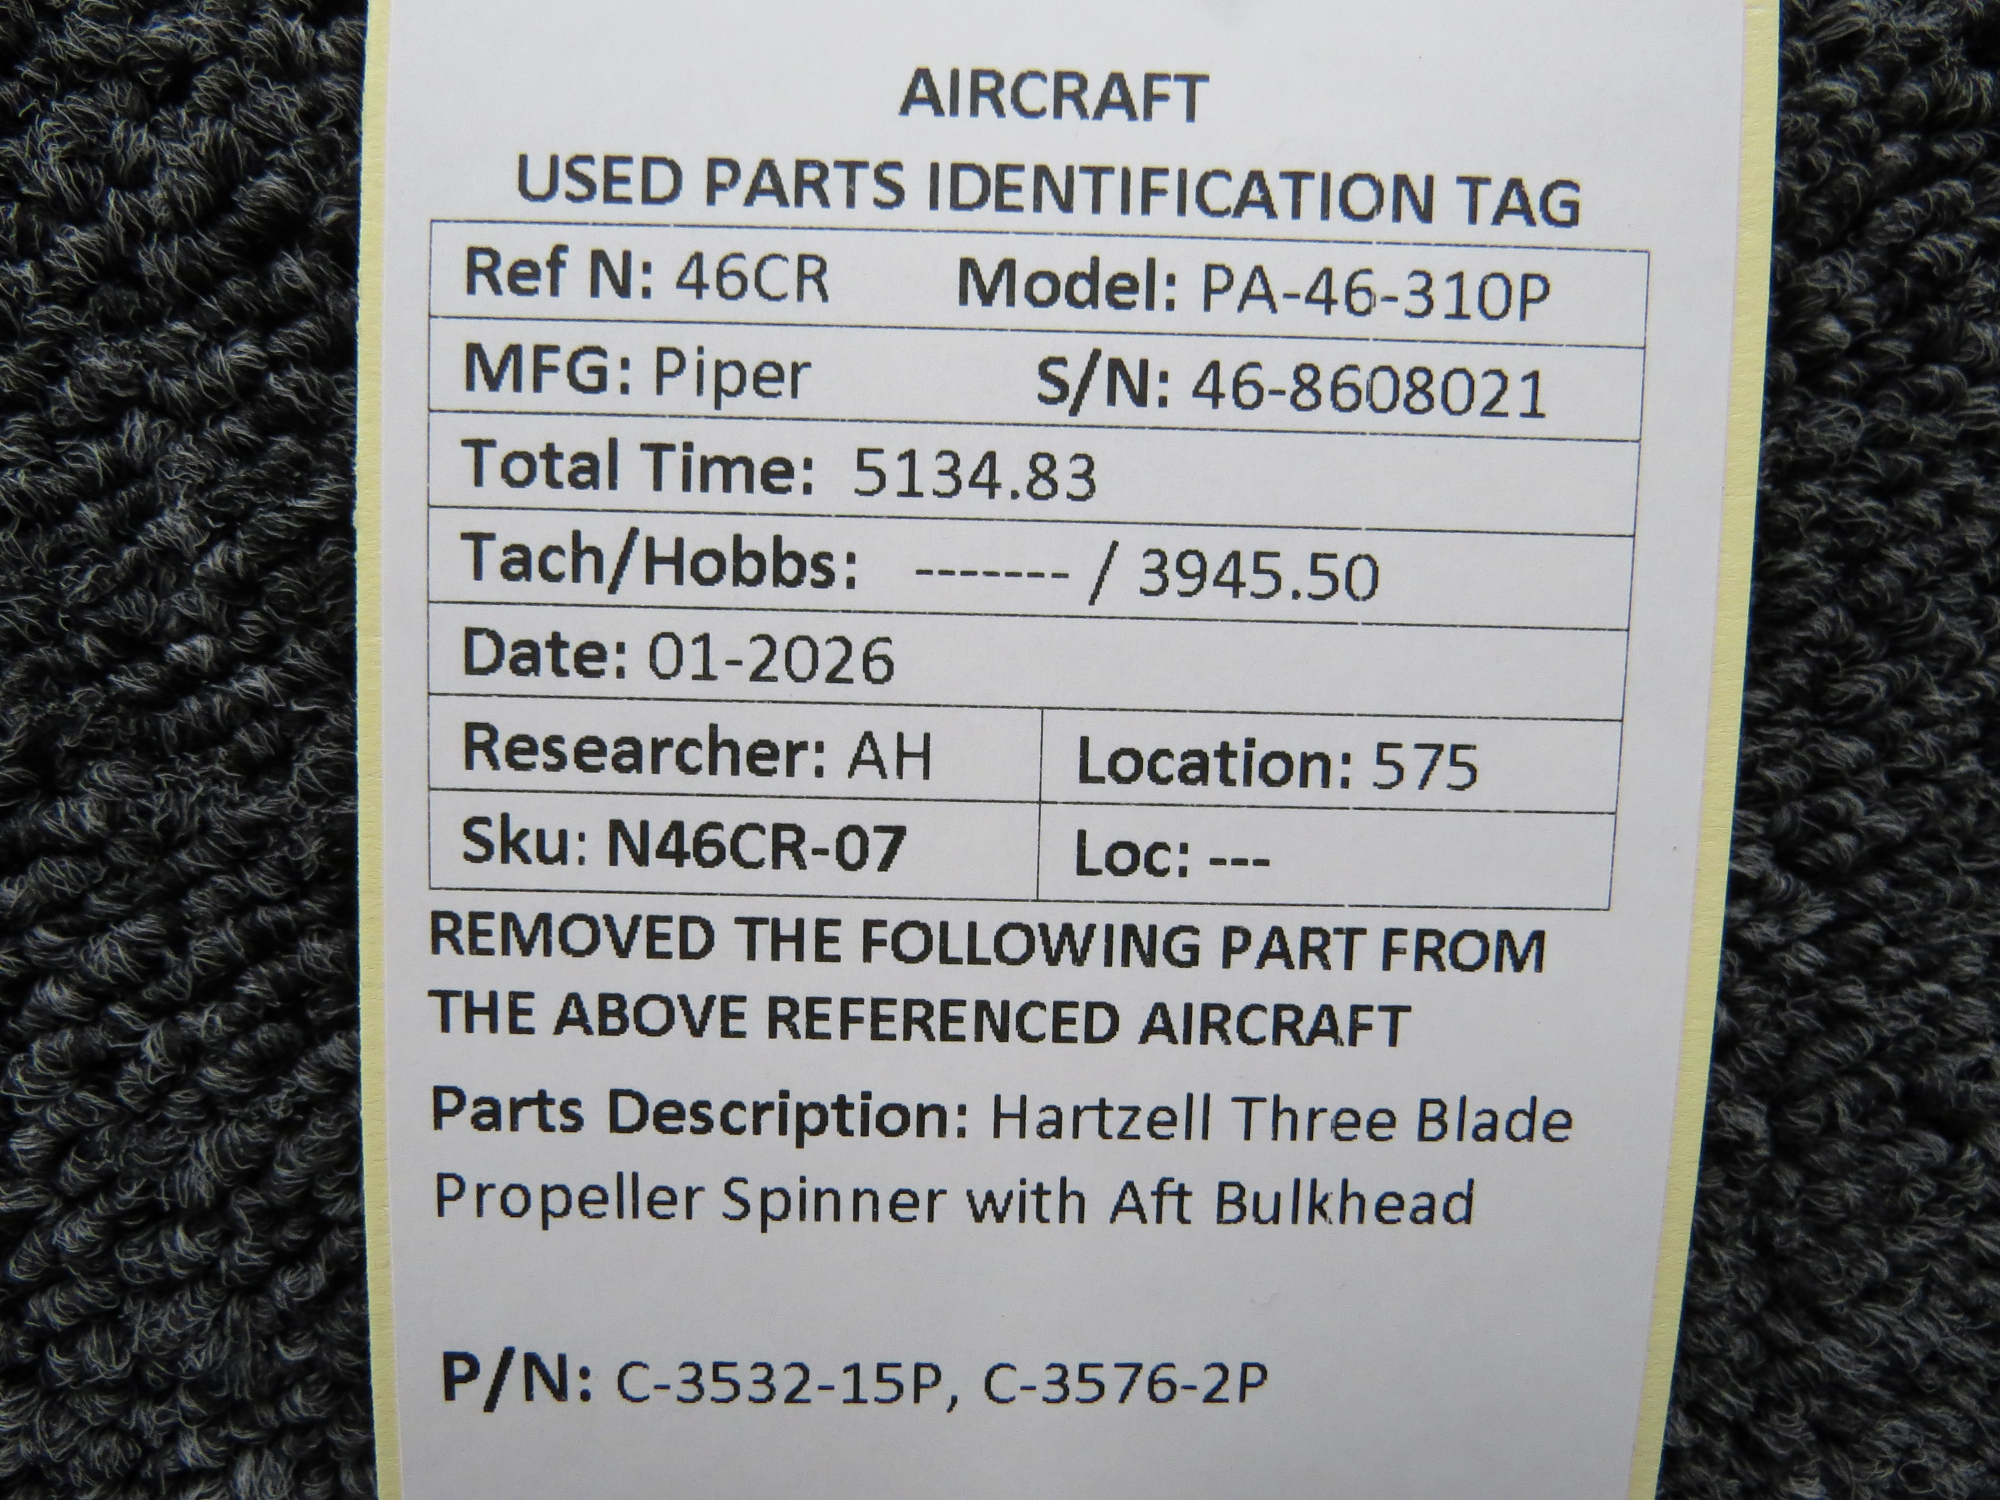 AIRCRAFT
USED PARTS IDENTIFICATION TAG
Ref N: 46CR Model: PA-46-310P
MFG: Piper S/N: 46-8608021
Total Time: 5134.83
Tach/Hobbs: ------- / 3945.50
Date: 01-2026
Researcher: AH Location: 575
Sku: N46CR-07 Loc: ---
REMOVED THE FOLLOWING PART FROM
THE ABOVE REFERENCED AIRCRAFT
Parts Description: Hartzell Three Blade
Propeller Spinner with Aft Bulkhead
P/N: C-3532-15P, C-3576-2P